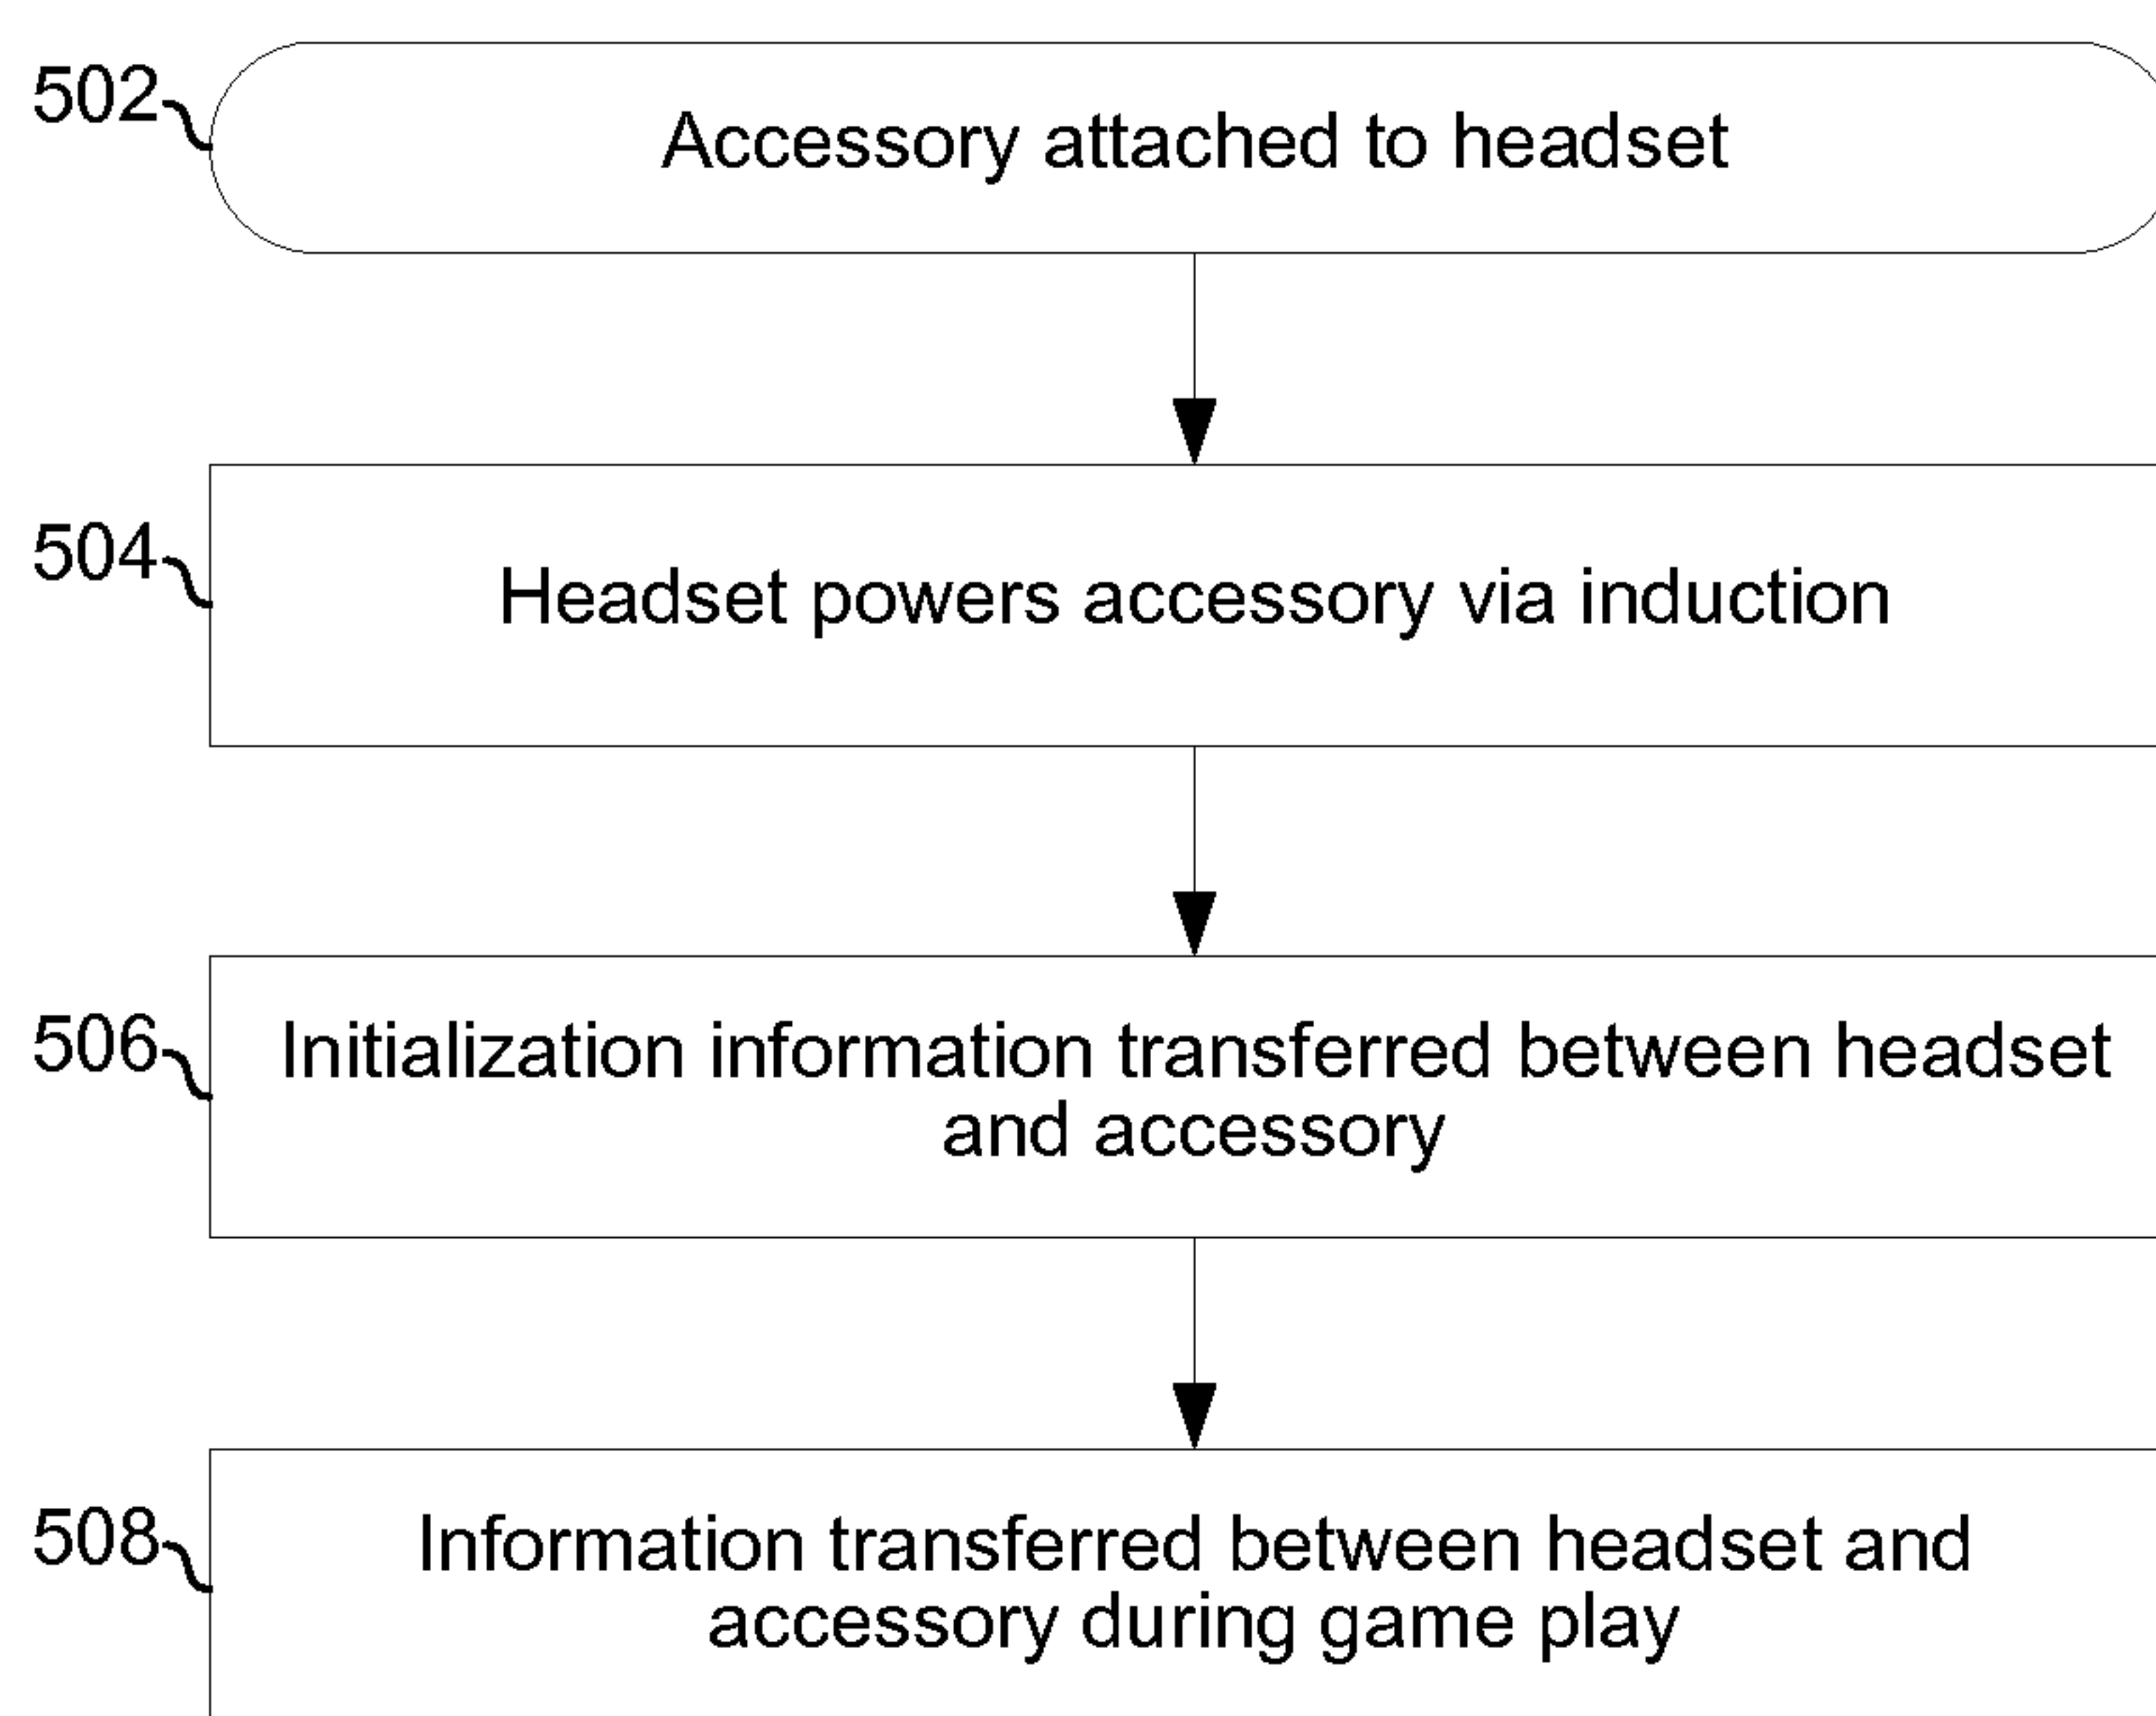 502
Accessory attached to headset
504
Headset powers accessory via induction
506
Initialization information transferred between headset
and accessory
508
Information transferred between headset and
accessory during game play